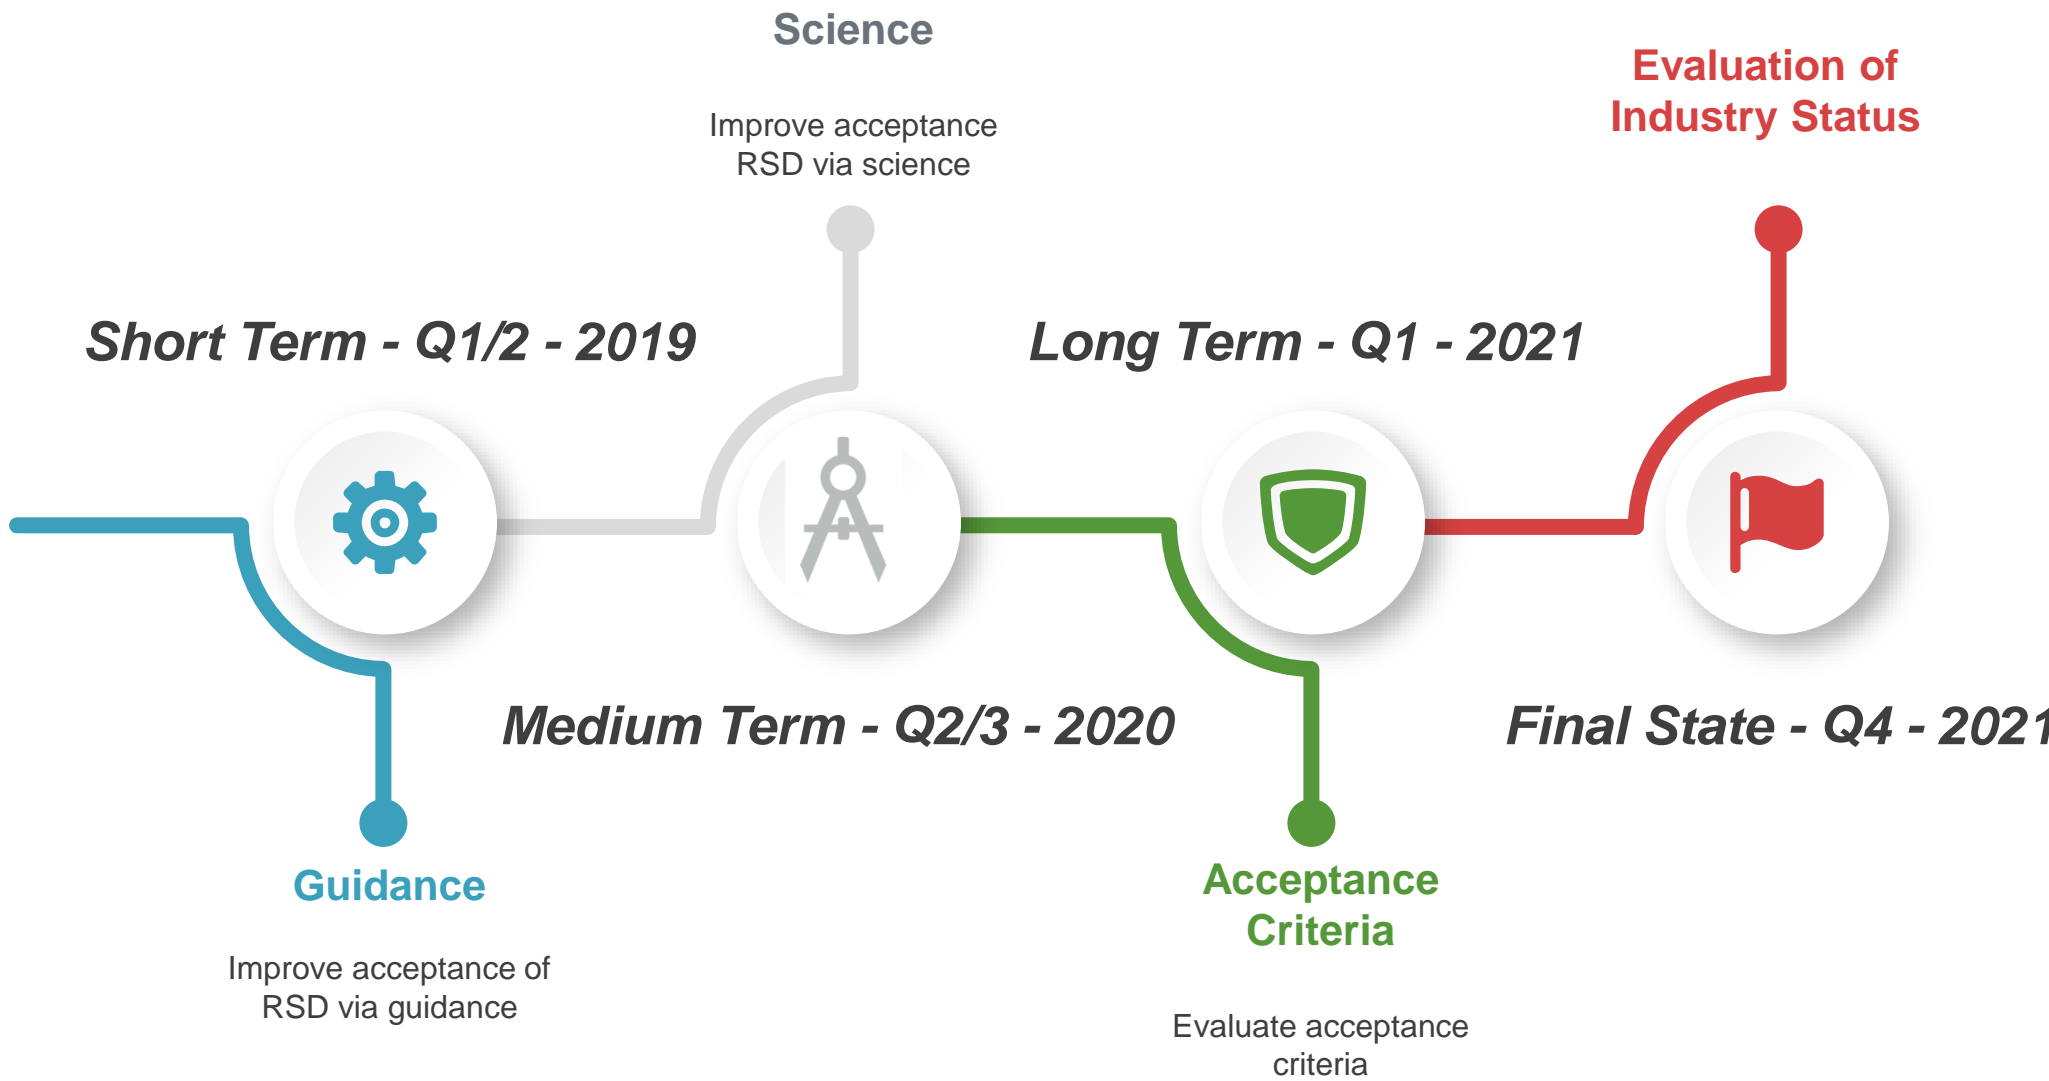 Science
Improve acceptance
RSD via science
Evaluation of
Industry Status
Short Term - Q1/2 - 2019
Long Term - Q1 - 2021
Medium Term - Q2/3 - 2020
Final State - Q4 - 2021
Guidance
Improve acceptance of
RSD via guidance
Acceptance
Criteria
Evaluate acceptance
criteria